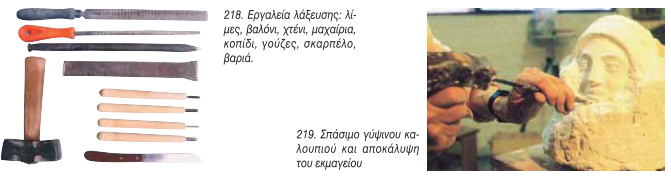 218. Εργαλεία λάξευσης: λί-
μες, βαλόνι, χτένι, μαχαίρια,
κοπίδι, γούζες, σκαρπέλο,
βαριά.
219. Σπάσιμο γύψινου κα-
λουπιού και αποκάλυψη
του εκμαγείου